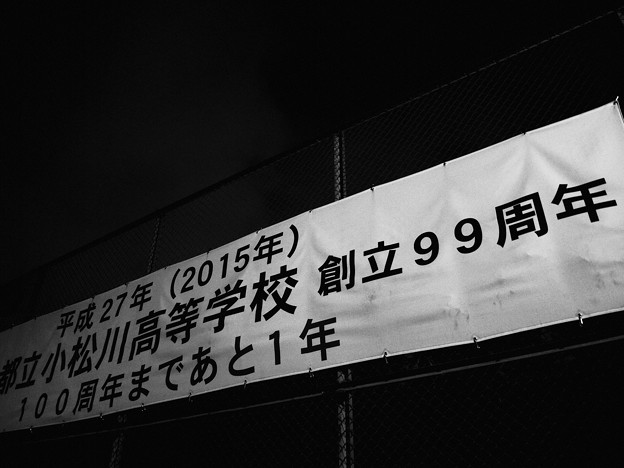 平成27年（2015年）
都立小松川高等学校 創立99周年
100周年まであと1年